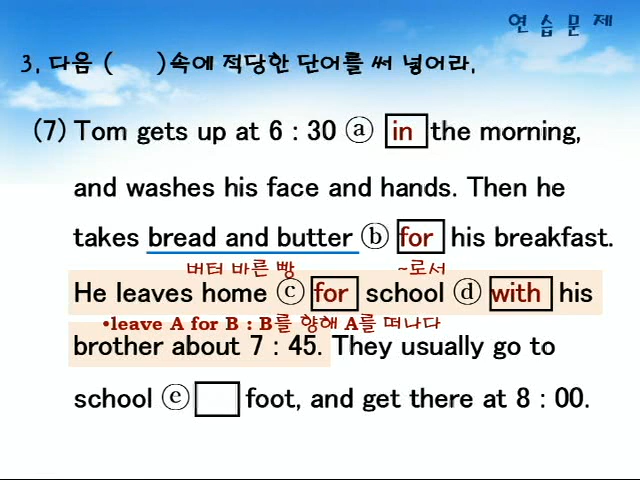 연 습 문 제
3. 다음 (      )속에 적당한 단어를 써 넣어라.
(7) Tom gets up at 6 : 30 ⓐ in the morning,
and washes his face and hands. Then he
takes bread and butter ⓑ for his breakfast.
버터 바른 빵 ~로서
He leaves home ⓒ for school ⓓ with his
•leave A for B : B를 향해 A를 떠나다
brother about 7 : 45. They usually go to
school ⓔ foot, and get there at 8 : 00.